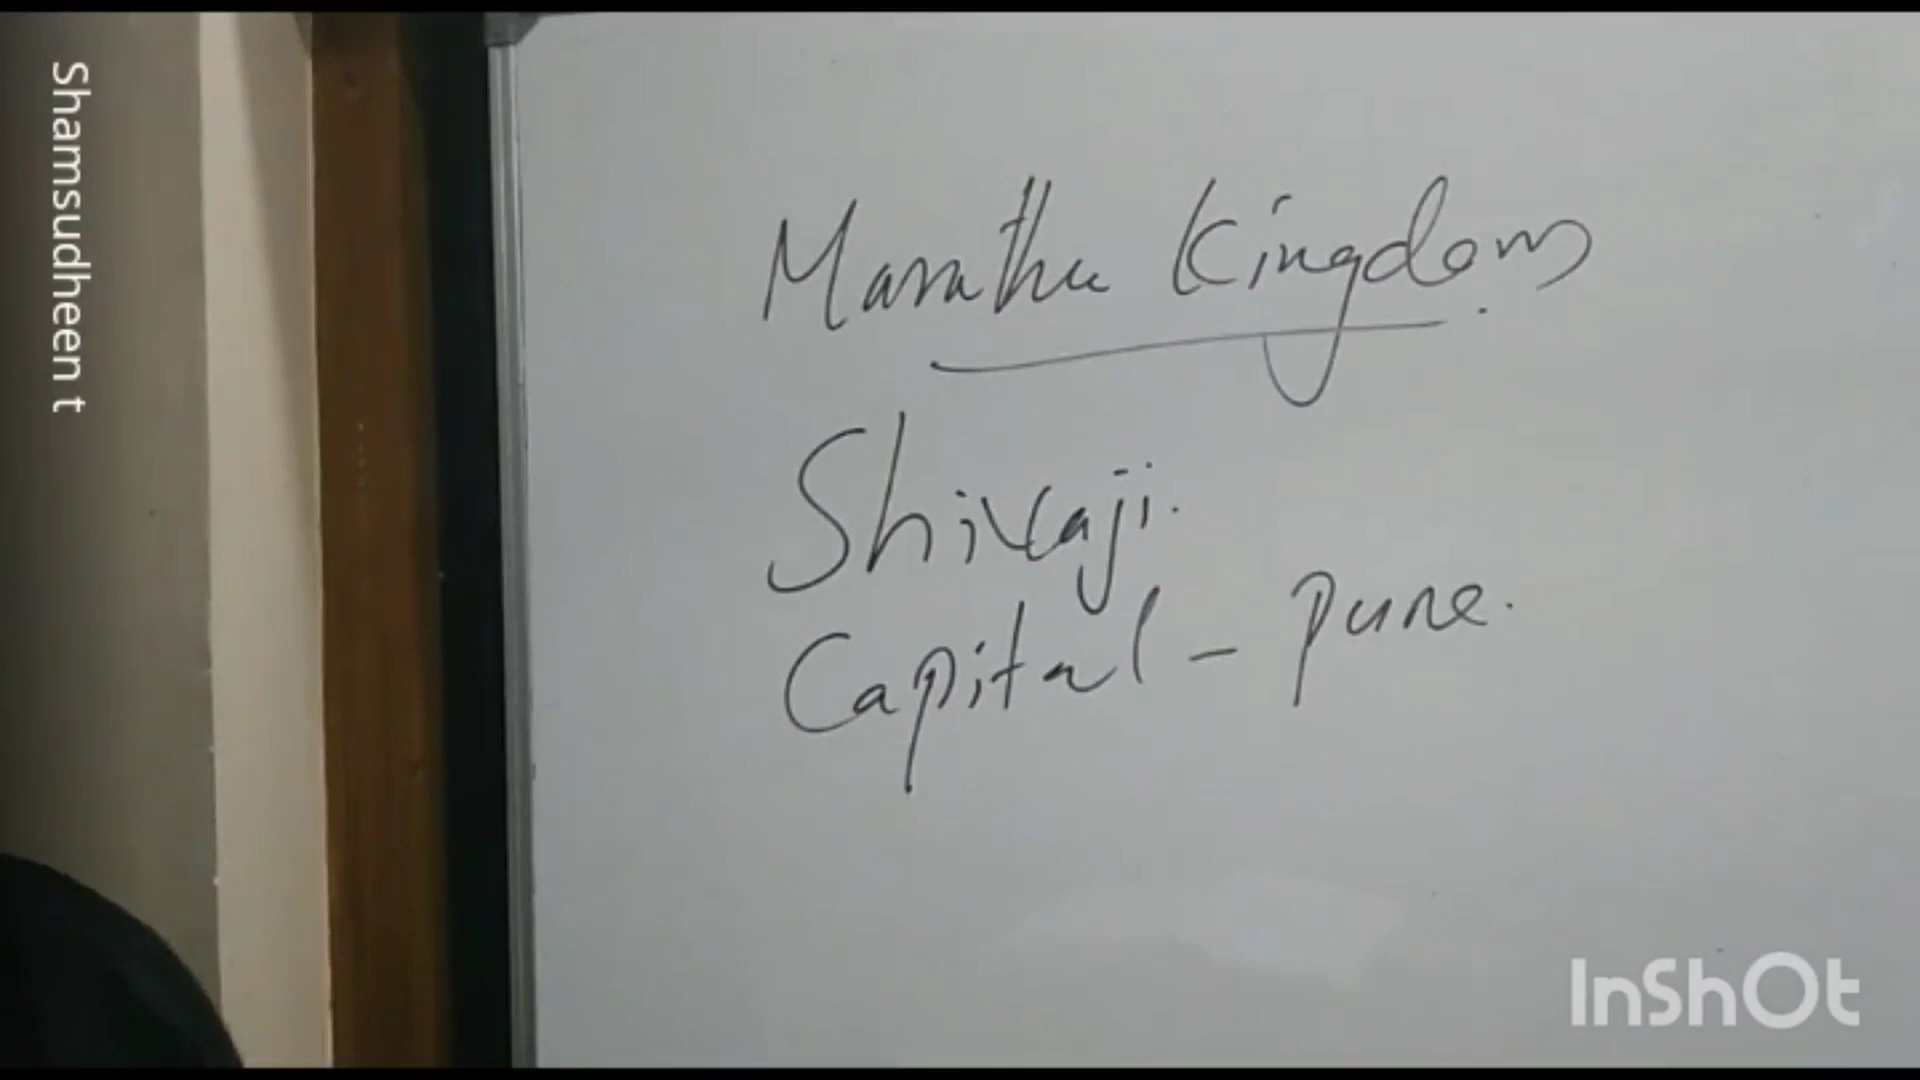 Shamsudheen t
Maratha Kingdom.
Shivaji.
Capital - Pune.
InShOt